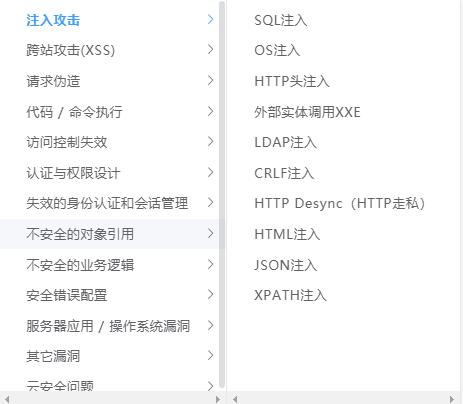 注入攻击
跨站攻击(XSS)
请求伪造
代码 / 命令执行
访问控制失效
认证与权限设计
失效的身份认证和会话管理
不安全的对象引用
不安全的业务逻辑
安全错误配置
服务器应用 / 操作系统漏洞
其它漏洞
云安全问题
SQL注入
OS注入
HTTP头注入
外部实体调用XXE
LDAP注入
CRLF注入
HTTP Desync（HTTP走私）
HTML注入
JSON注入
XPATH注入